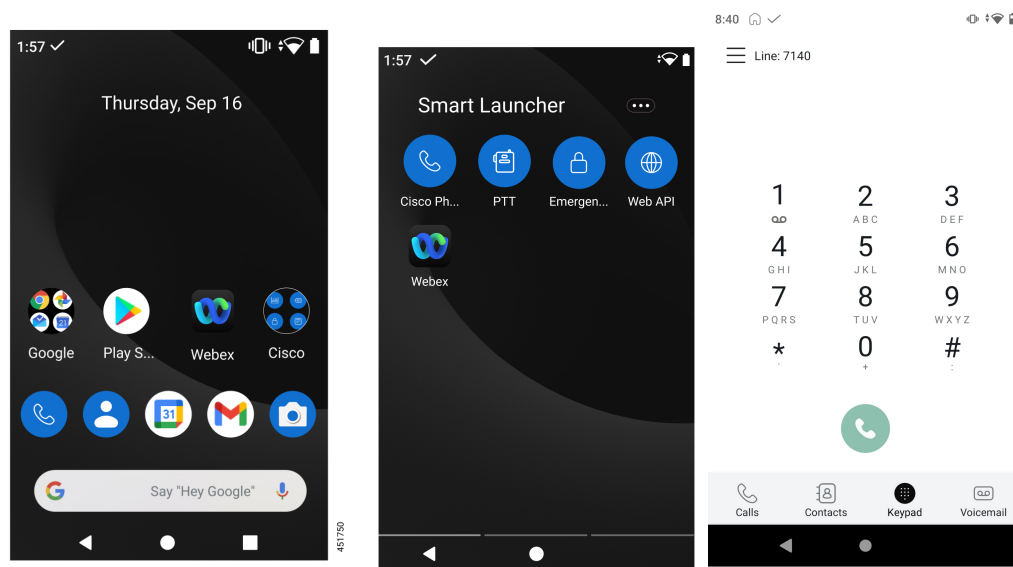 1:57
Thursday, Sep 16
Google
Play S...
Webex
Cisco
31
Say "Hey Google"
451750
1:57
Smart Launcher
Cisco Ph...
PTT
Emergen...
Web API
Webex
8:40
Line: 7140
1
2
3
ABC
DEF
4
5
6
GHI
JKL
MNO
7
8
9
PQRS
TUV
WXYZ
*
0
#
+
Calls
Contacts
Keypad
Voicemail